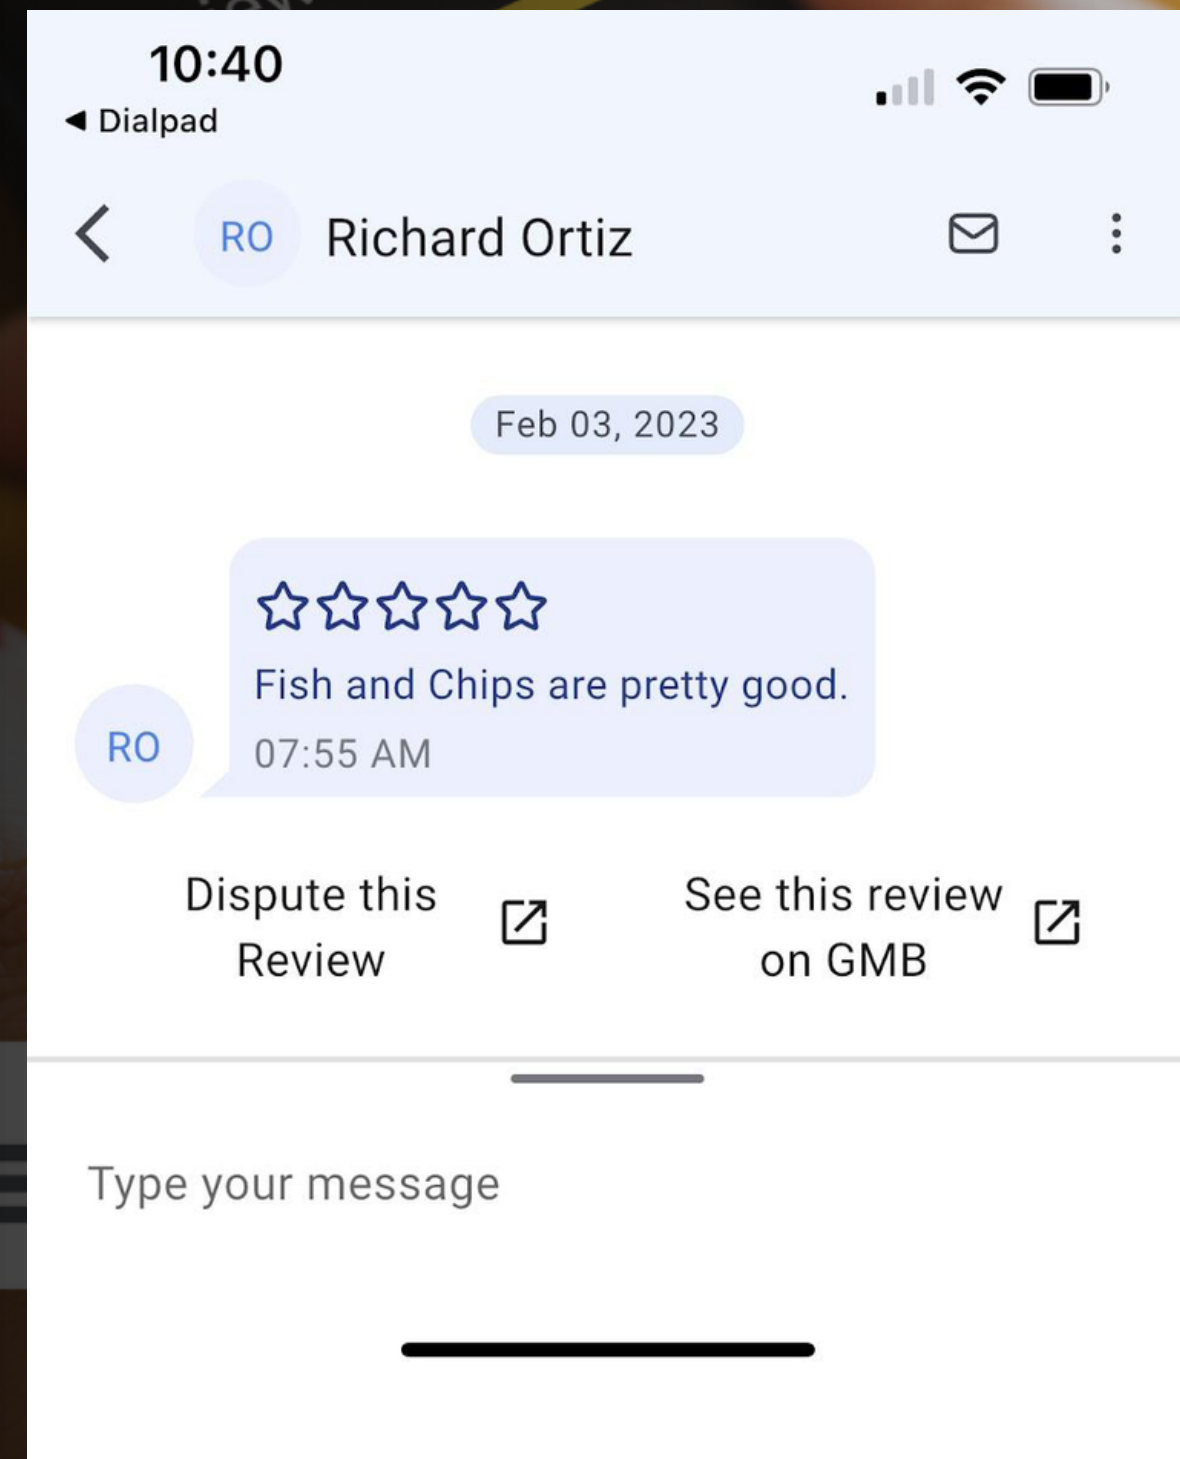 10:40
Dialpad
RO
Richard Ortiz
Feb 03, 2023
Fish and Chips are pretty good.
RO
07:55 AM
Dispute this
Review
See this review
on GMB
Type your message